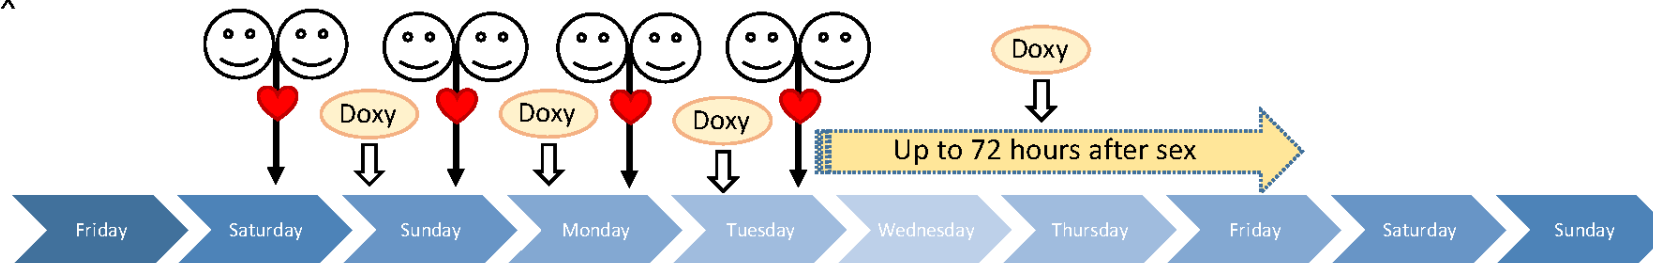 x
Doxy
Doxy
Doxy
Doxy
Up to 72 hours after sex
Friday
Saturday
Sunday
Monday
Tuesday
Wednesday
Thursday
Friday
Saturday
Sunday